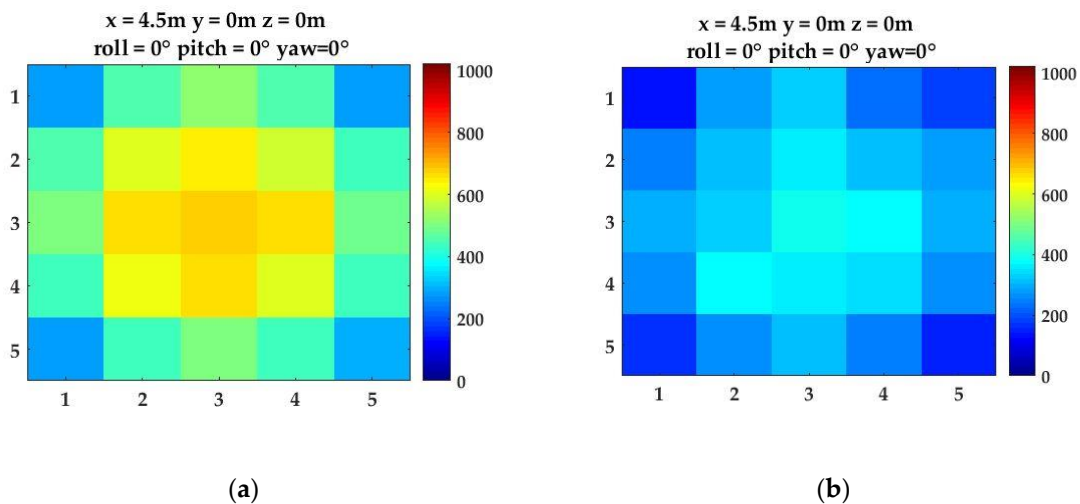 x = 4.5m y = 0m z = 0m
roll = 0° pitch = 0° yaw=0°
1
2
3
4
5
1 2 3 4 5
1000
800
600
400
200
0
(a)
x = 4.5m y = 0m z = 0m
roll = 0° pitch = 0° yaw=0°
1
2
3
4
5
1 2 3 4 5
1000
800
600
400
200
0
(b)